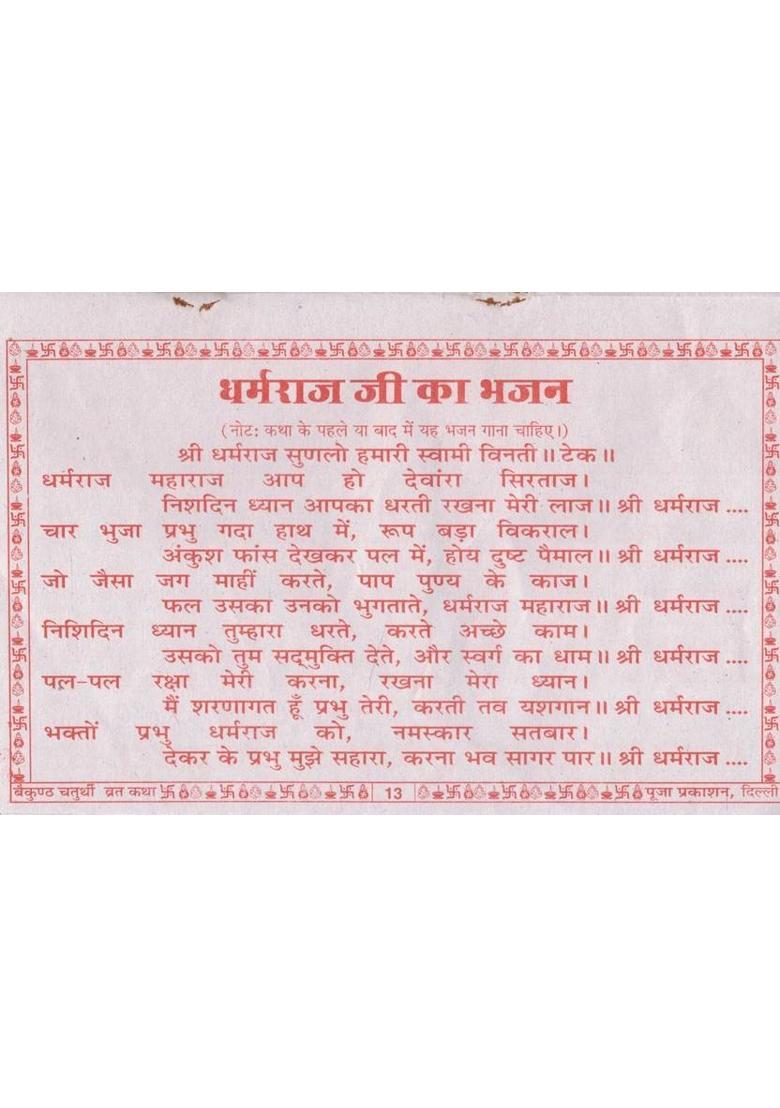 धर्मराज जी का भजन
(नोट: कथा के पहले या बाद में यह भजन गाना चाहिए।)
श्री धर्मराज सुणलो हमारी स्वामी विनती॥ टेक॥
धर्मराज महाराज आप हो देवांरा सिरताज।
निशदिन ध्यान आपका धरती रखना मेरी लाज॥ श्री धर्मराज ....
चार भुजा प्रभु गदा हाथ में, रूप बड़ा विकराल।
अंकुश फांस देखकर पल में, होय दुष्ट पैमाल॥ श्री धर्मराज ....
जो जैसा जग माहीं करते, पाप पुण्य के काज।
फल उसका उनको भुगताते, धर्मराज महाराज॥ श्री धर्मराज ....
निशिदिन ध्यान तुम्हारा धरते, करते अच्छे काम।
उसको तुम सद्मुक्ति देते, और स्वर्ग का धाम॥ श्री धर्मराज ....
पल-पल रक्षा मेरी करना, रखना मेरा ध्यान।
मैं शरणागत हूँ प्रभु तेरी, करती तव यशगान॥ श्री धर्मराज ....
भक्तों प्रभु धर्मराज को, नमस्कार सतबार।
देकर के प्रभु मुझे सहारा, करना भव सागर पार॥ श्री धर्मराज ....
बैकुण्ठ चतुर्थी व्रत कथा 13 पूजा प्रकाशन, दिल्ली